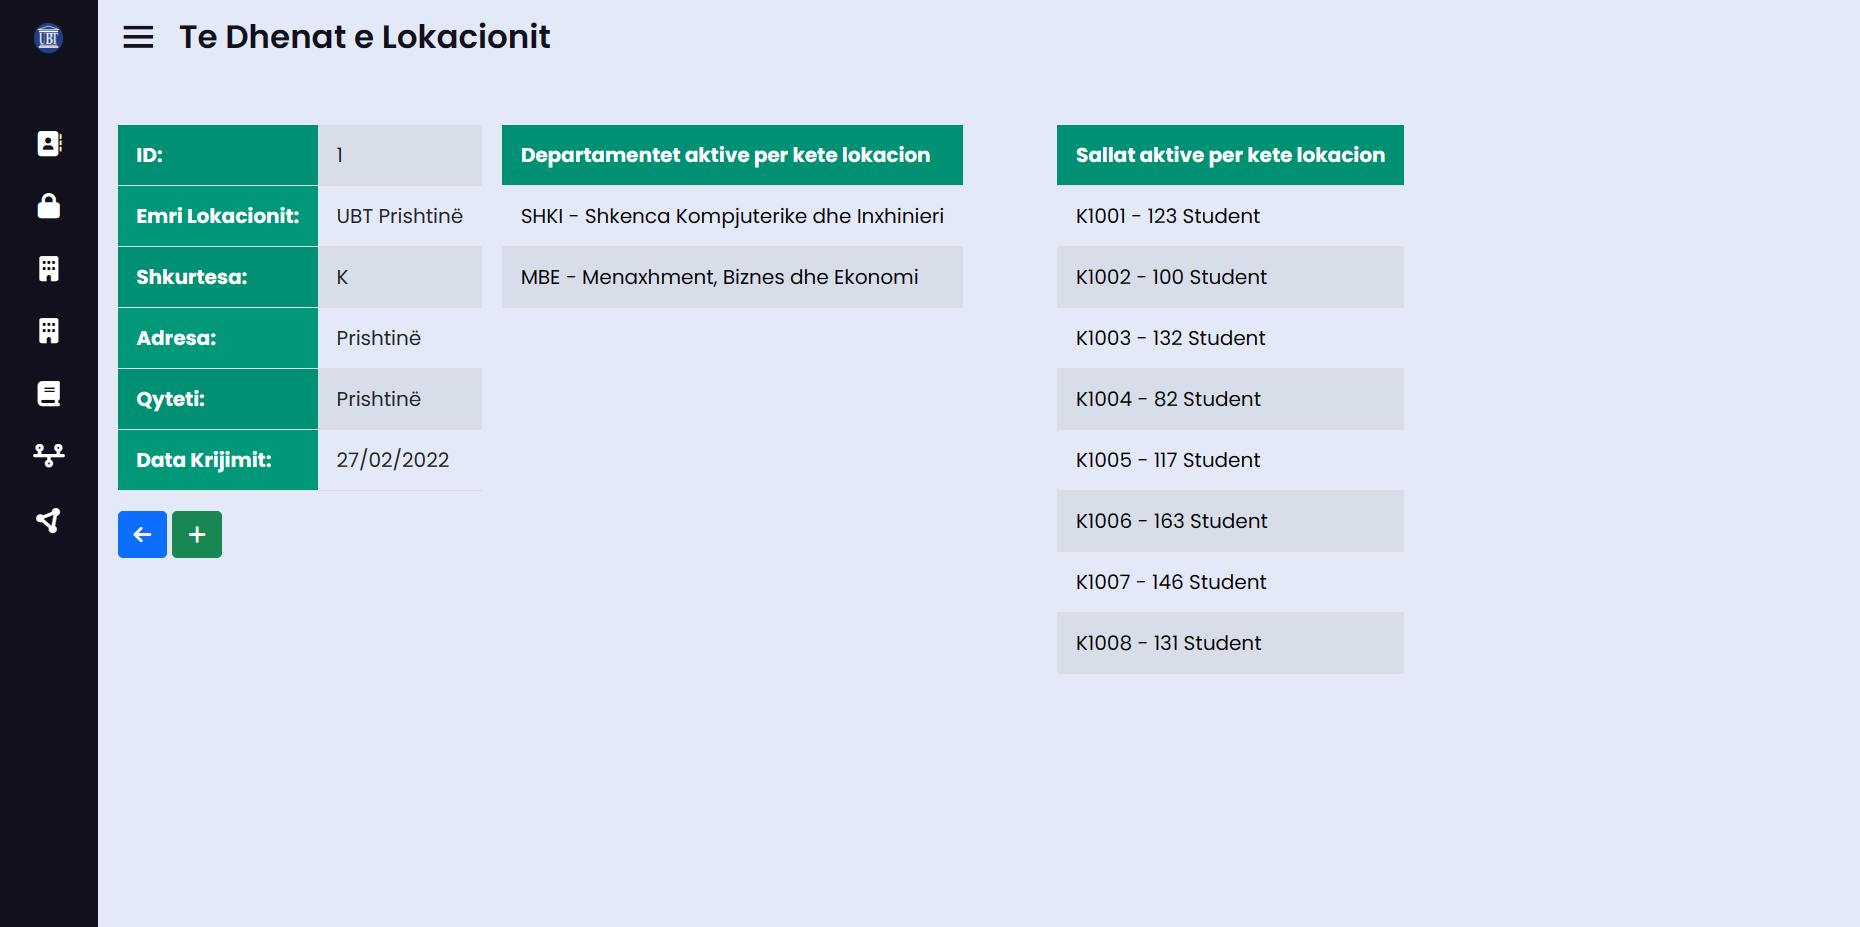 UBT
Te Dhenat e Lokacionit
ID: 1
Emri Lokacionit: UBT Prishtinë
Shkurtesa: K
Adresa: Prishtinë
Qyteti: Prishtinë
Data Krijimit: 27/02/2022
Departamentet aktive per kete lokacion
SHKI - Shkenca Kompjuterike dhe Inxhinieri
MBE - Menaxhment, Biznes dhe Ekonomi
Sallat aktive per kete lokacion
K1001 - 123 Student
K1002 - 100 Student
K1003 - 132 Student
K1004 - 82 Student
K1005 - 117 Student
K1006 - 163 Student
K1007 - 146 Student
K1008 - 131 Student